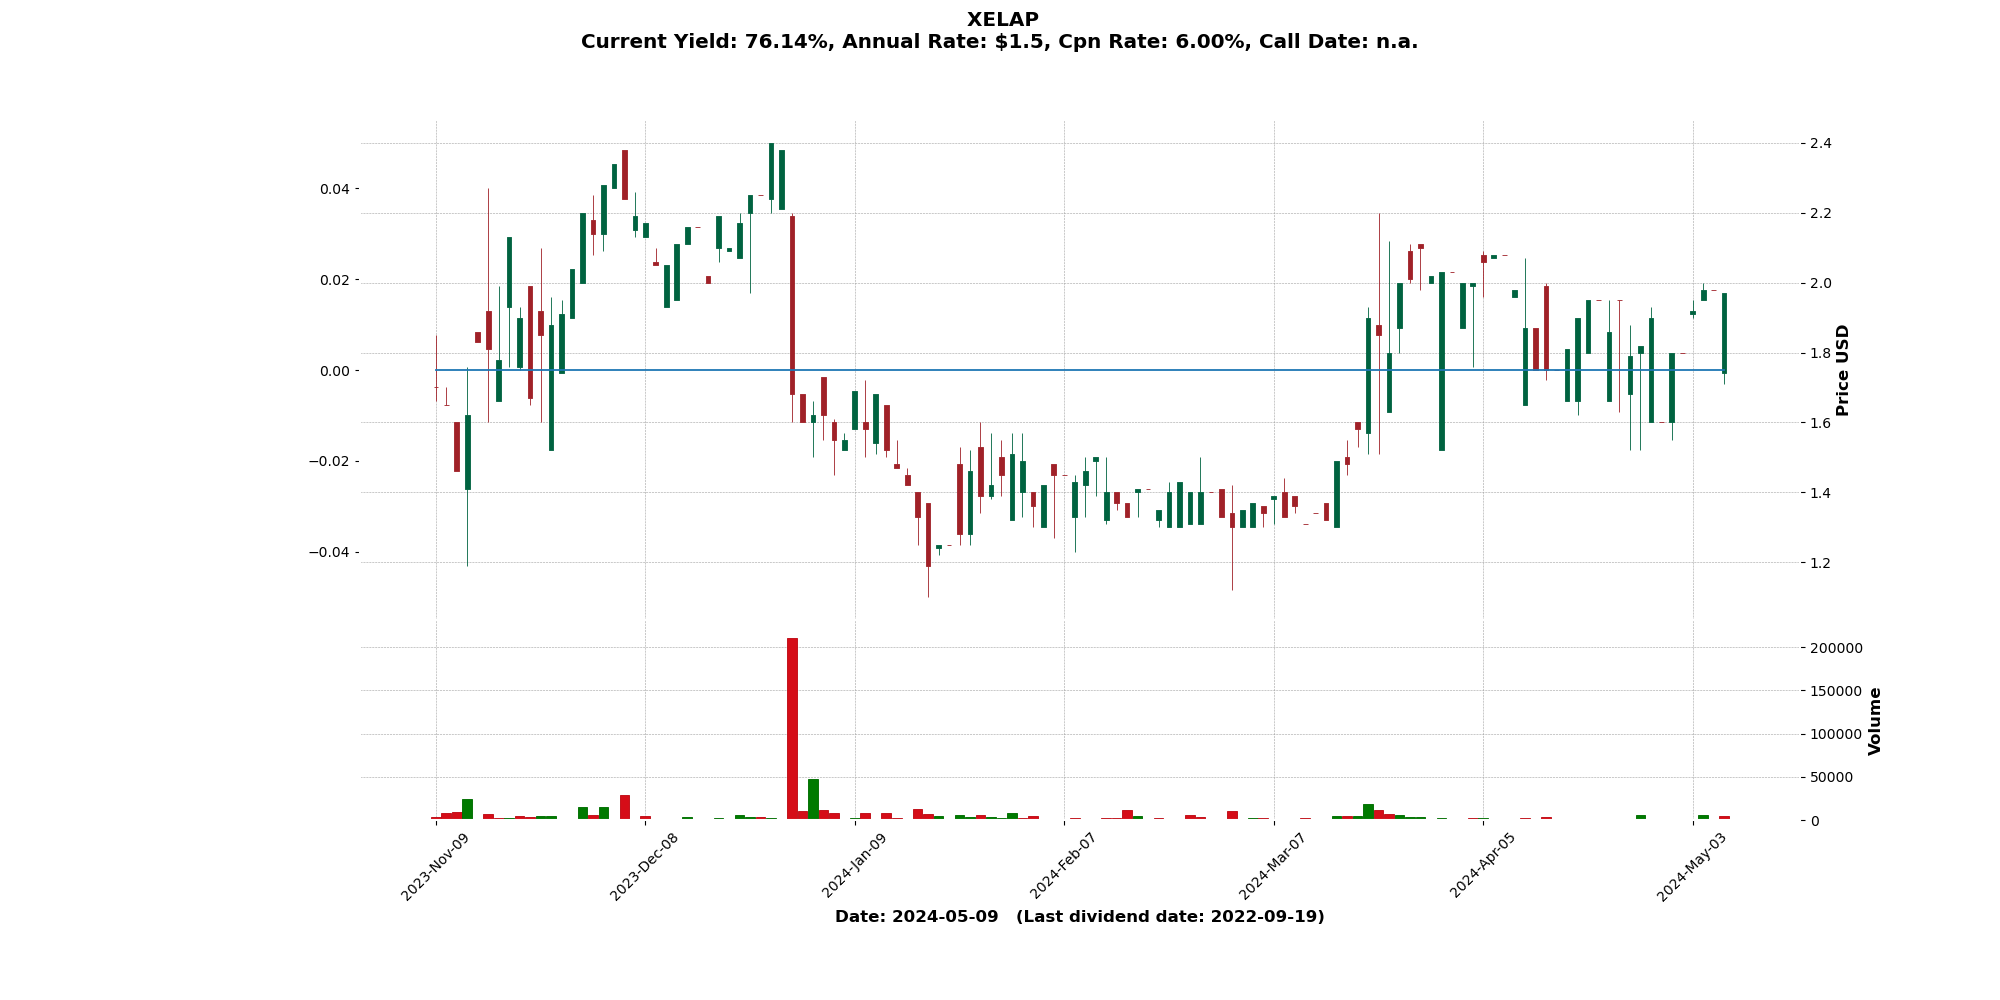 XELAP
Current Yield: 76.14%, Annual Rate: $1.5, Cpn Rate: 6.00%, Call Date: n.a.
2.4
0.04
2.2
0.02
2.0
Price USD
1.8
0.00
1.6
−0.02
1.4
−0.04
1.2
200000
150000
Volume
100000
50000
0
2023-Nov-09
2023-Dec-08
2024-Jan-09
2024-Feb-07
2024-Mar-07
2024-Apr-05
2024-May-03
Date: 2024-05-09   (Last dividend date: 2022-09-19)